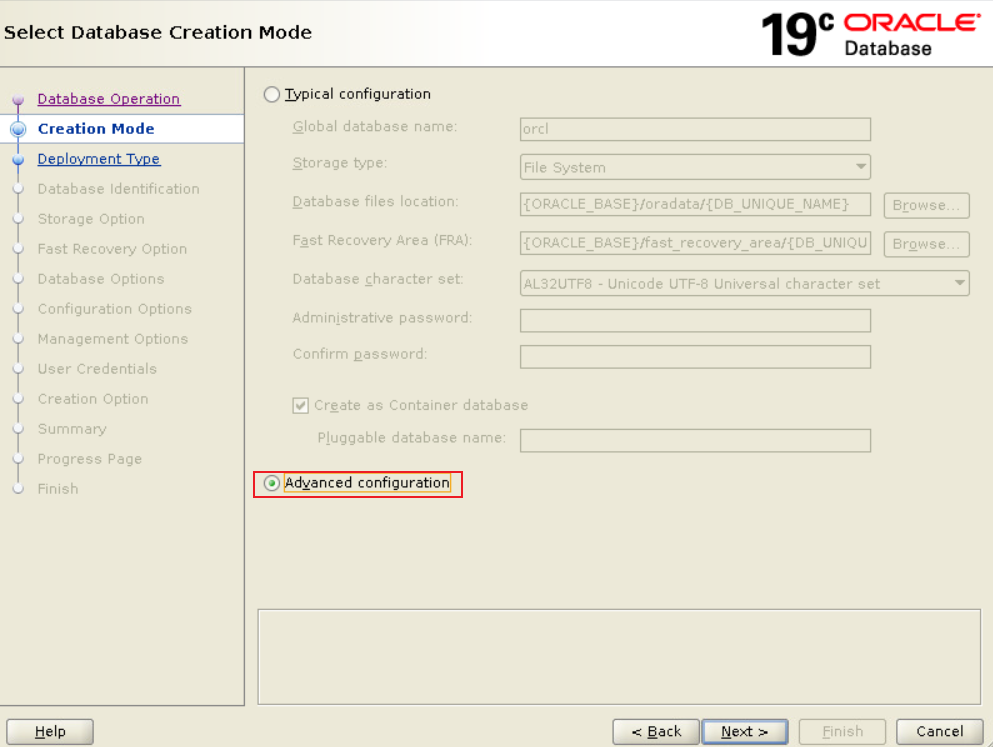 Select Database Creation Mode
19c ORACLE
Database
Database Operation
Creation Mode
Deployment Type
Database Identification
Storage Option
Fast Recovery Option
Database Options
Configuration Options
Management Options
User Credentials
Creation Option
Summary
Progress Page
Finish
Typical configuration
Global database name: orcl
Storage type: File System
Database files location: {ORACLE_BASE}/oradata/{DB_UNIQUE_NAME} Browse...
Fast Recovery Area (FRA): {ORACLE_BASE}/fast_recovery_area/{DB_UNIQU Browse...
Database character set: AL32UTF8 - Unicode UTF-8 Universal character set
Administrative password:
Confirm password:
Create as Container database
Pluggable database name:
Advanced configuration
Help < Back Next > Finish Cancel